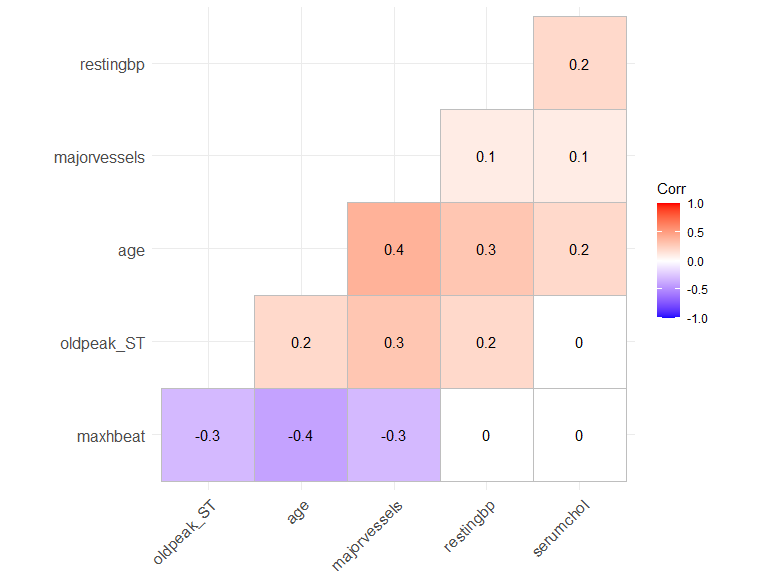 restingbp
0.2
majorvessels
0.1 0.1
Corr
1.0
age
0.4 0.3 0.2
0.5
0.0
-0.5
-1.0
oldpeak_ST
0.2 0.3 0.2 0
maxhbeat
-0.3 -0.4 -0.3 0 0
oldpeak_ST
age
majorvessels
restingbp
serumchol